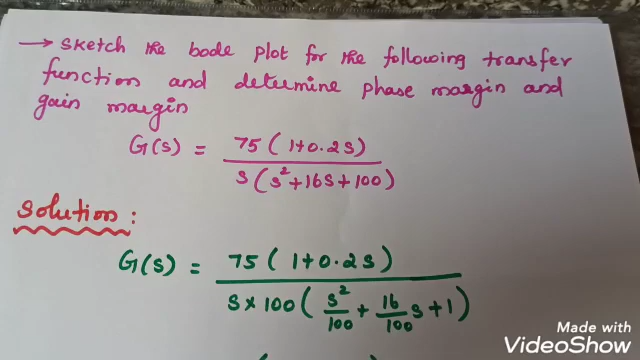 → Sketch the bode plot for the following transfer
function and determine phase margin and
gain margin
G(s) = 75 (1+0.2s) / s(s²+16s+100)
Solution :
G(s) = 75 (1+0.2s) / s×100 (s²/100 + 16/100 s + 1)
Made with
VideoShow